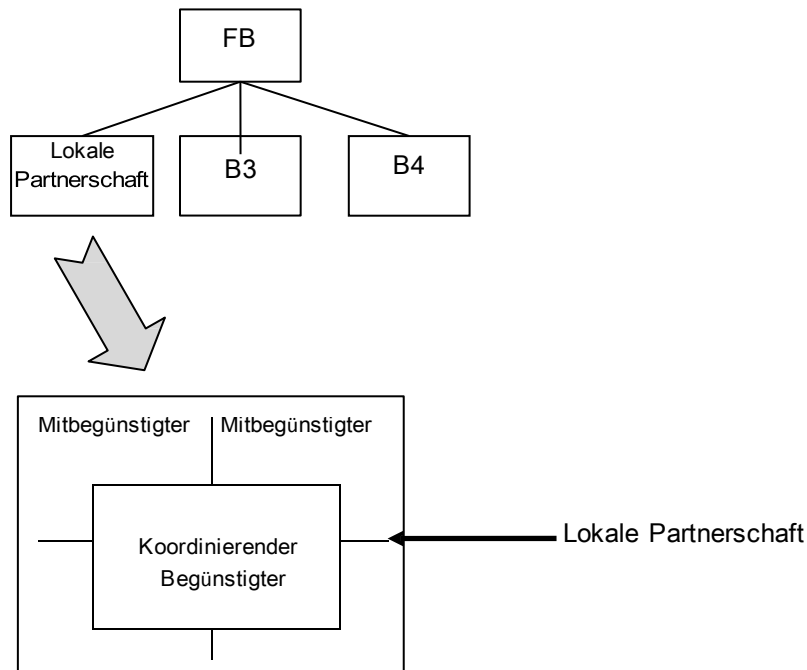 FB
Lokale
Partnerschaft
B3
B4
Mitbegünstigter
Mitbegünstigter
Koordinierender
Begünstigter
Lokale Partnerschaft